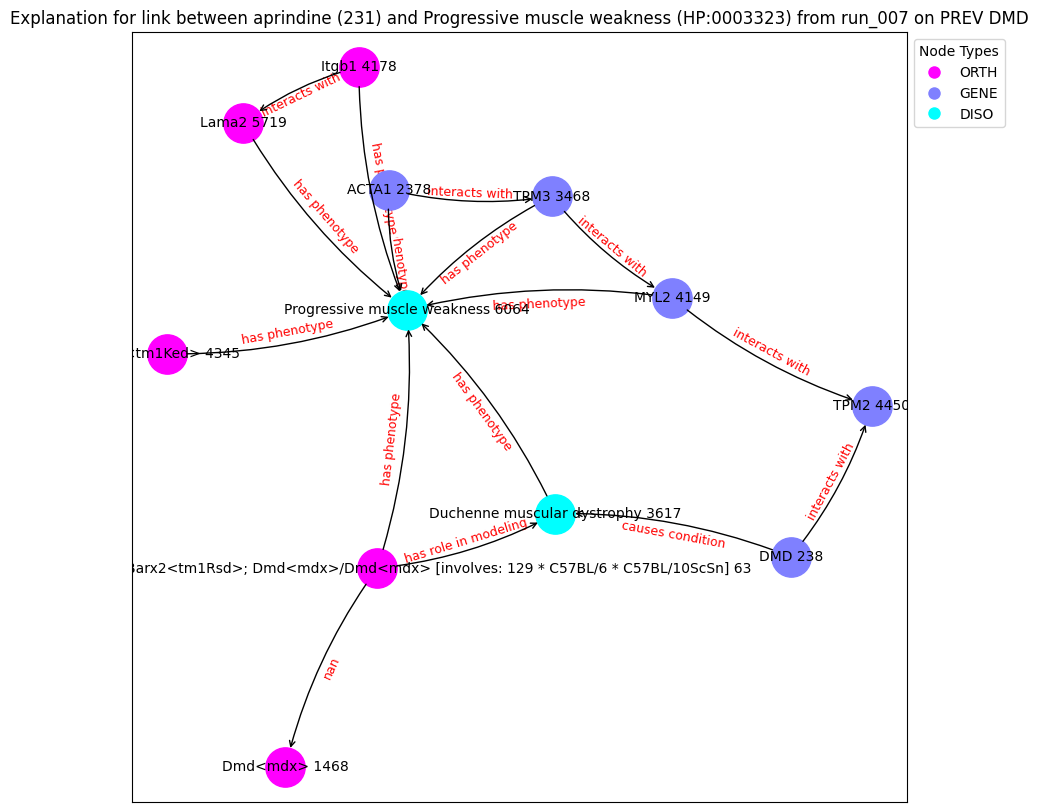 Explanation for link between aprindine (231) and Progressive muscle weakness (HP:0003323) from run_007 on PREV DMD
Node Types
ORTH
GENE
DISO
Itgb1 4178
interacts with
Lama2 5719
has phenotype
ACTA1 2378
interacts with
TPM3 3468
has phenotype
interacts with
Progressive muscle weakness 6064
has phenotype
MYL2 4149
<tm1Ked> 4345
has phenotype
interacts with
TPM2 4450
has phenotype
has phenotype
interacts with
Duchenne muscular dystrophy 3617
has role in modeling
causes condition
DMD 238
Barx2<tm1Rsd>; Dmd<mdx>/Dmd<mdx> [involves: 129 * C57BL/6 * C57BL/10ScSn] 63
nan
Dmd<mdx> 1468